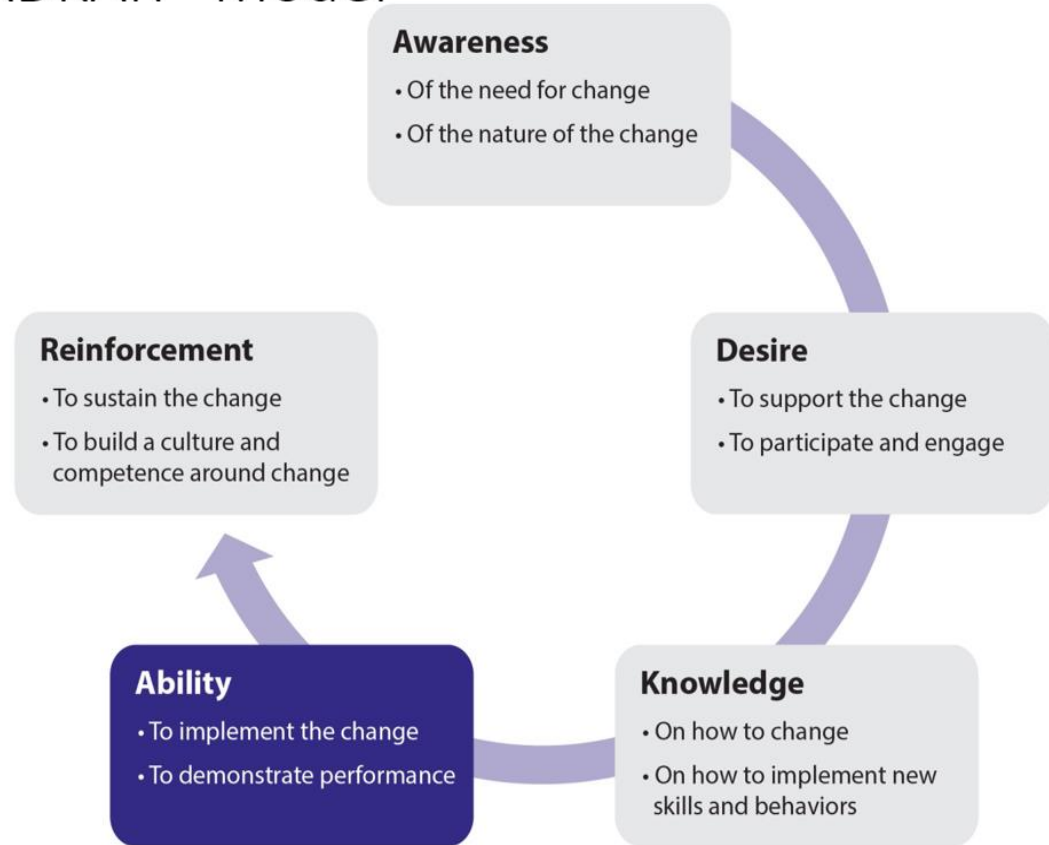 Awareness
• Of the need for change
• Of the nature of the change
Desire
• To support the change
• To participate and engage
Knowledge
• On how to change
• On how to implement new
skills and behaviors
Ability
• To implement the change
• To demonstrate performance
Reinforcement
• To sustain the change
• To build a culture and
competence around change